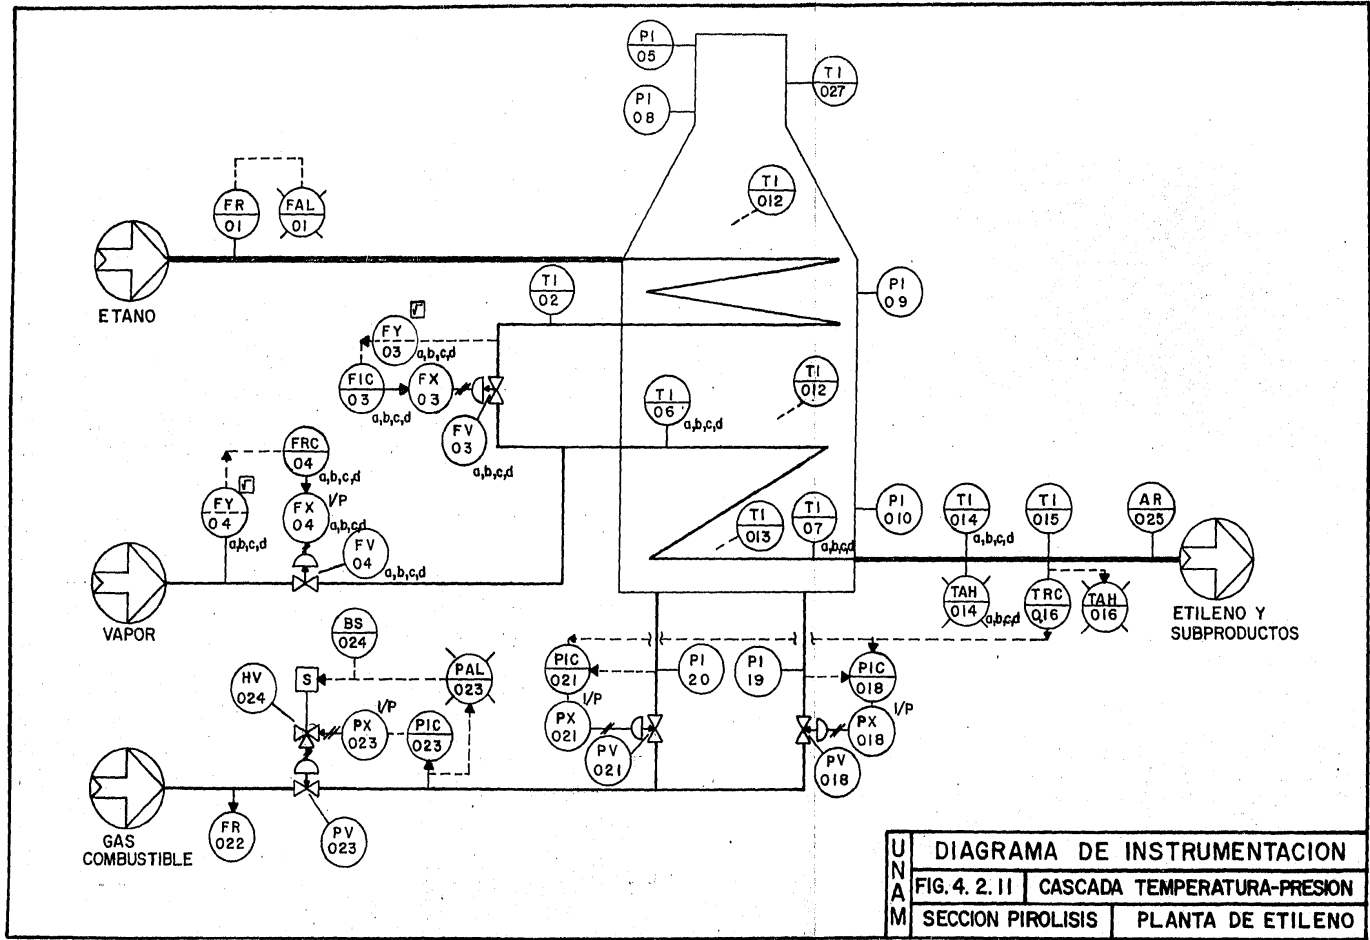 PI
05
TI
027
PI
08
TI
012
FR
01
FAL
01
ETANO
TI
02
PI
09
√
FY
03
a,b,c,d
FIC
03
a,b,c,d
FX
03
FV
03
a,b,c,d
TI
012
TI
06
a,b,c,d
FRC
04
a,b,c,d
√
FY
04
a,b,c,d
FX
04
I/P
a,b,c,d
FV
04
a,b,c,d
VAPOR
TI
013
TI
07
a,b,c,d
PI
010
TI
014
a,b,c,d
TI
015
AR
025
TAH
014
a,b,c,d
TRC
016
TAH
016
ETILENO Y
SUBPRODUCTOS
BS
024
HV
024
S
PAL
023
PX
023
I/P
PIC
023
PIC
021
I/P
PX
021
PV
021
PI
20
PI
19
PIC
018
I/P
PX
018
PV
018
GAS
COMBUSTIBLE
FR
022
PV
023
UNAM
DIAGRAMA DE INSTRUMENTACION
FIG. 4. 2. 11 CASCADA TEMPERATURA-PRESION
SECCION PIROLISIS PLANTA DE ETILENO